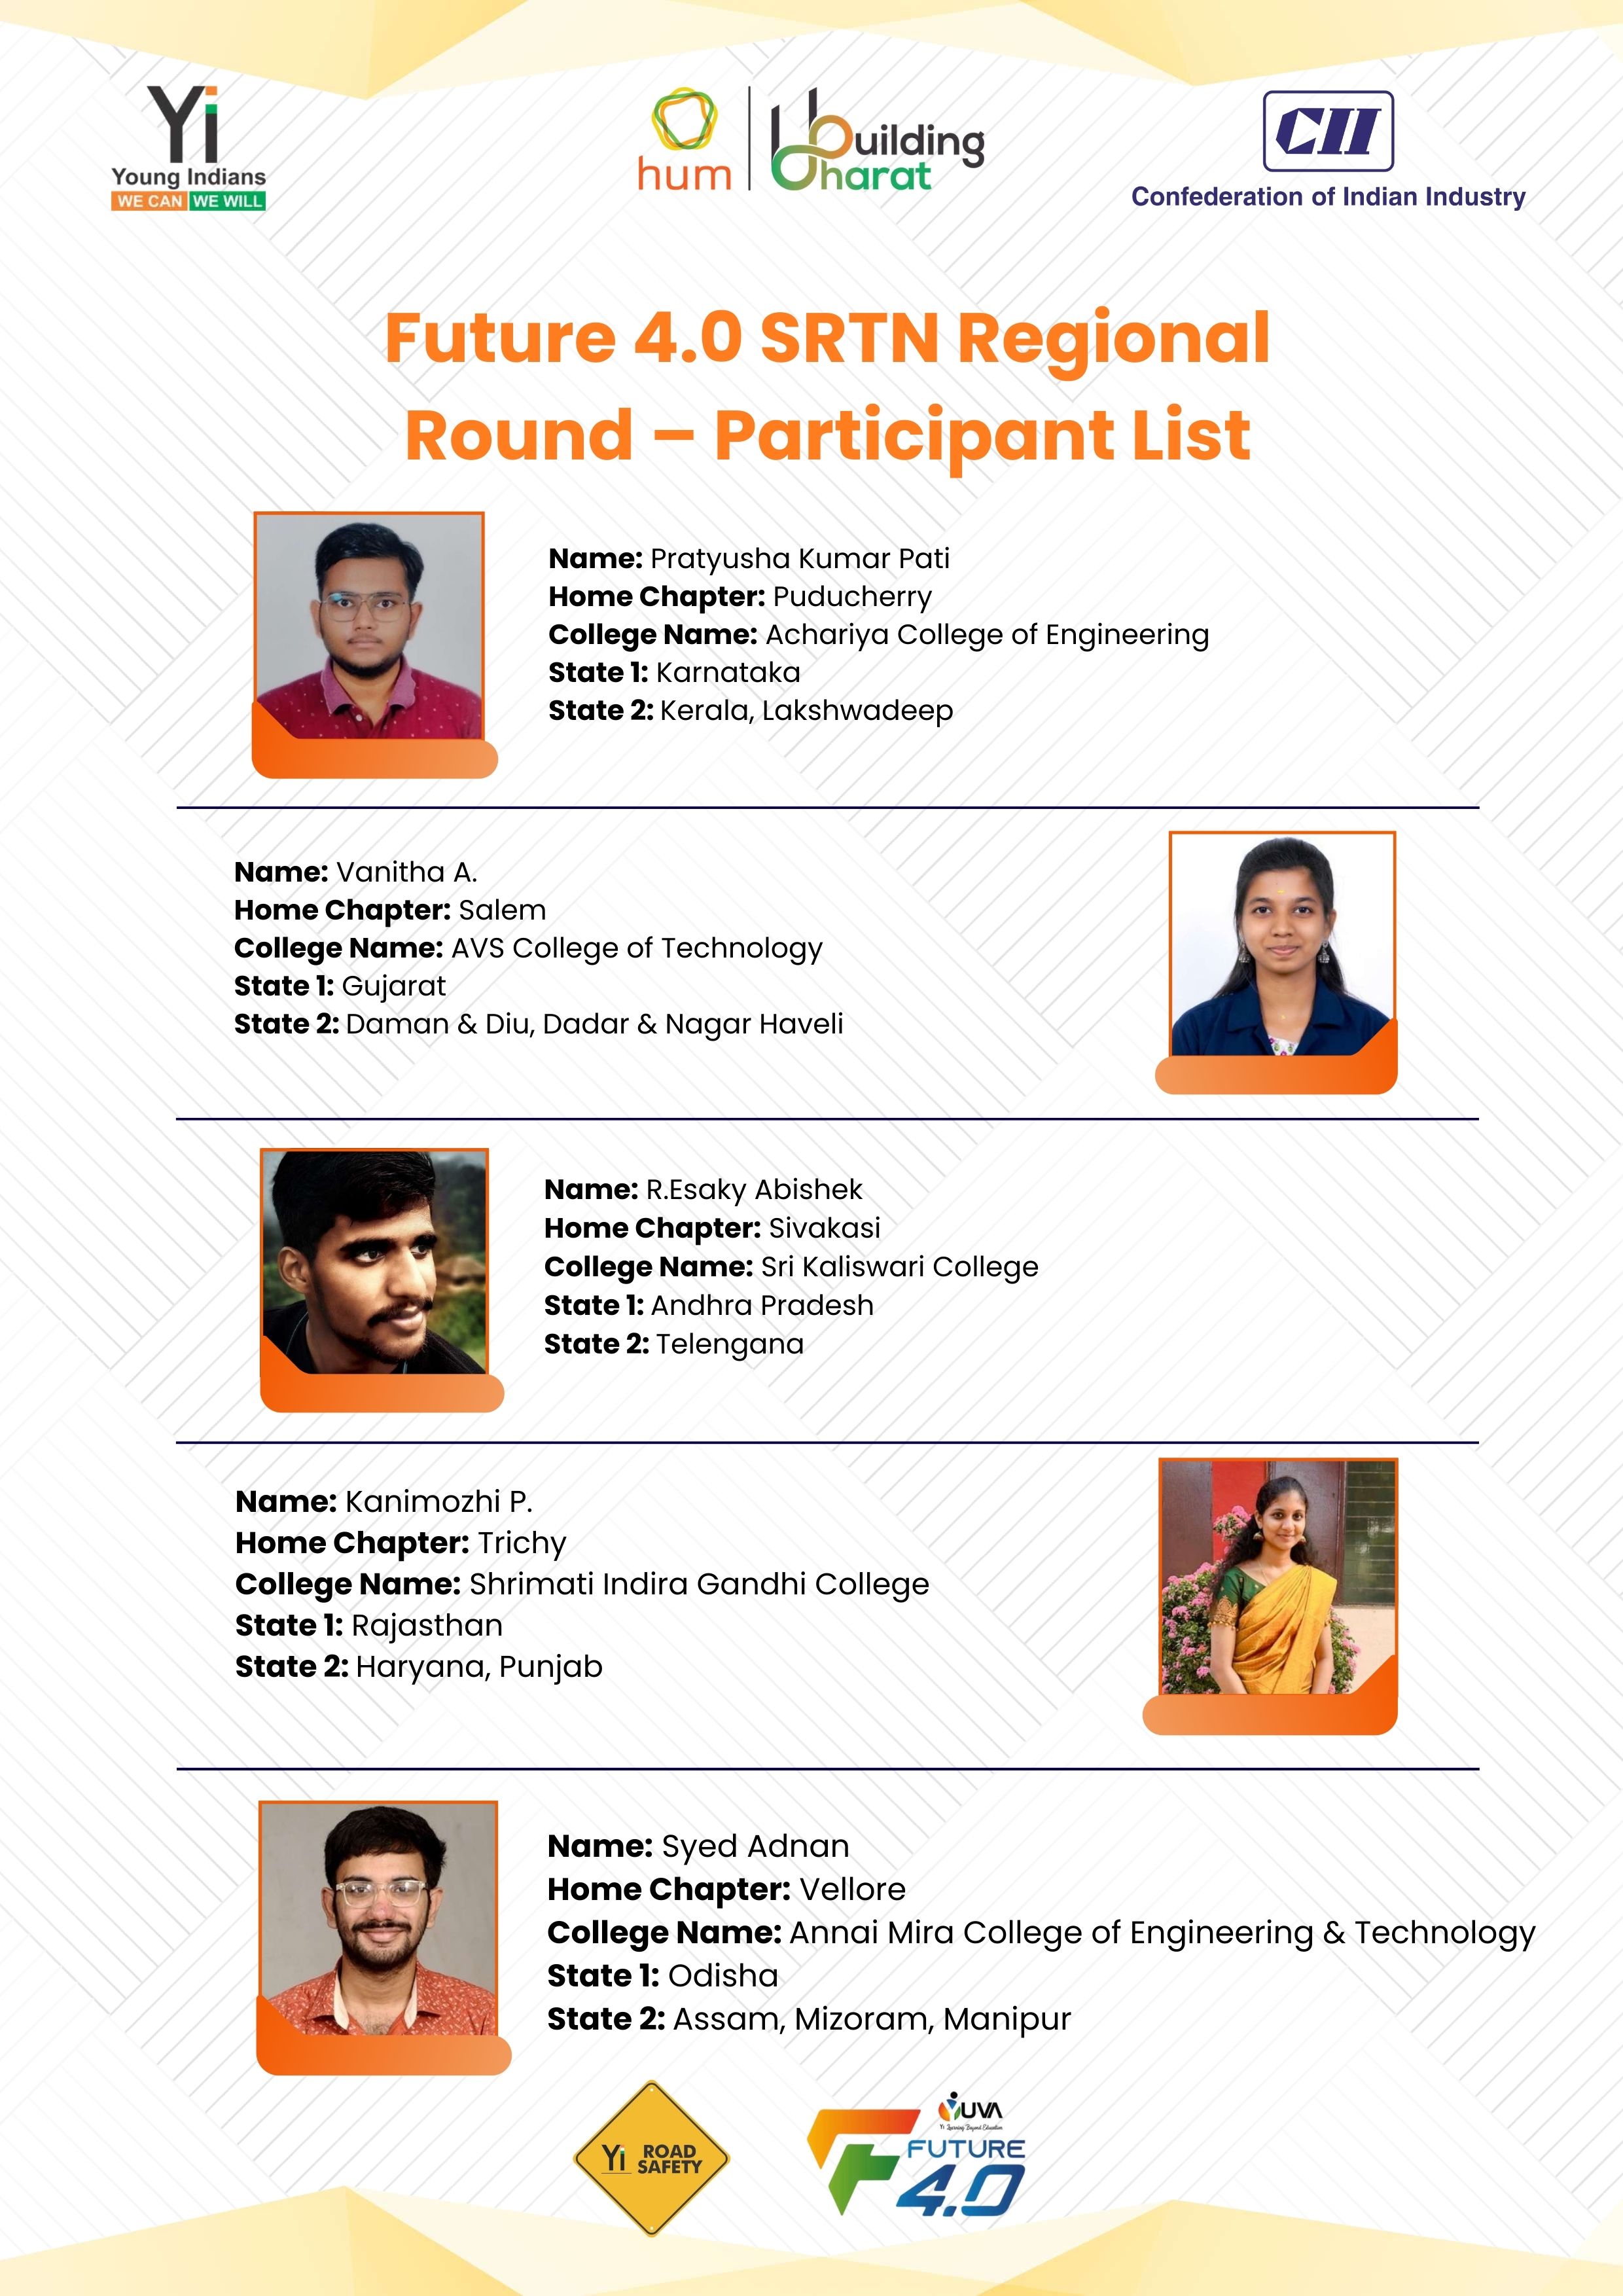 Yi
Young Indians
WE CAN WE WILL
hum
Building
Bharat
CII
Confederation of Indian Industry
Future 4.0 SRTN Regional
Round – Participant List
Name: Pratyusha Kumar Pati
Home Chapter: Puducherry
College Name: Achariya College of Engineering
State 1: Karnataka
State 2: Kerala, Lakshwadeep
Name: Vanitha A.
Home Chapter: Salem
College Name: AVS College of Technology
State 1: Gujarat
State 2: Daman & Diu, Dadar & Nagar Haveli
Name: R.Esaky Abishek
Home Chapter: Sivakasi
College Name: Sri Kaliswari College
State 1: Andhra Pradesh
State 2: Telengana
Name: Kanimozhi P.
Home Chapter: Trichy
College Name: Shrimati Indira Gandhi College
State 1: Rajasthan
State 2: Haryana, Punjab
Name: Syed Adnan
Home Chapter: Vellore
College Name: Annai Mira College of Engineering & Technology
State 1: Odisha
State 2: Assam, Mizoram, Manipur
Yi ROAD
SAFETY
YUVA
Yi Learning Beyond Education
FUTURE
4.0